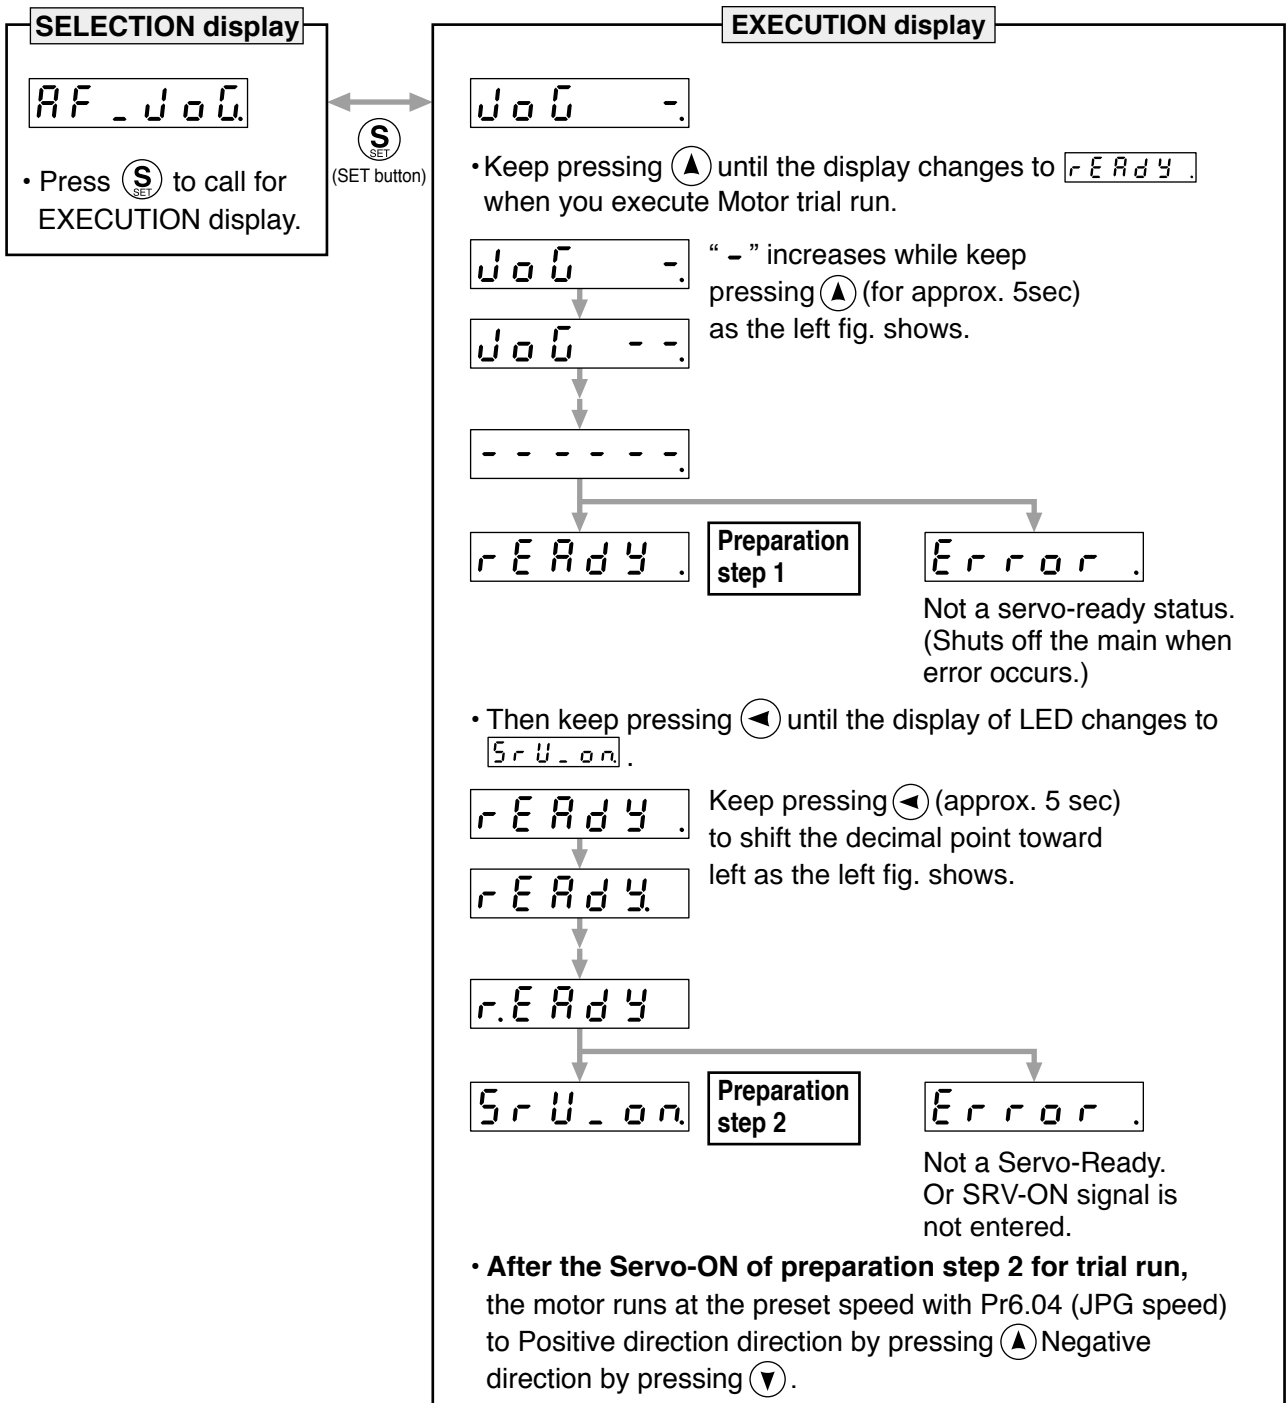 SELECTION display
AF_JoG.
• Press S SET to call for
EXECUTION display.
S SET
(SET button)
EXECUTION display
JoG -.
• Keep pressing ▲ until the display changes to rEAdy .
when you execute Motor trial run.
JoG -.
“ - ” increases while keep
pressing ▲ (for approx. 5sec)
as the left fig. shows.
JoG --.
------.
rEAdy .
Preparation
step 1
Error .
Not a servo-ready status.
(Shuts off the main when
error occurs.)
• Then keep pressing ◀ until the display of LED changes to
SrU_on. .
rEAdy .
Keep pressing ◀ (approx. 5 sec)
to shift the decimal point toward
left as the left fig. shows.
rEAdy.
r.EAdy
SrU_on.
Preparation
step 2
Error .
Not a Servo-Ready.
Or SRV-ON signal is
not entered.
• After the Servo-ON of preparation step 2 for trial run,
the motor runs at the preset speed with Pr6.04 (JPG speed)
to Positive direction direction by pressing ▲ Negative
direction by pressing ▼ .